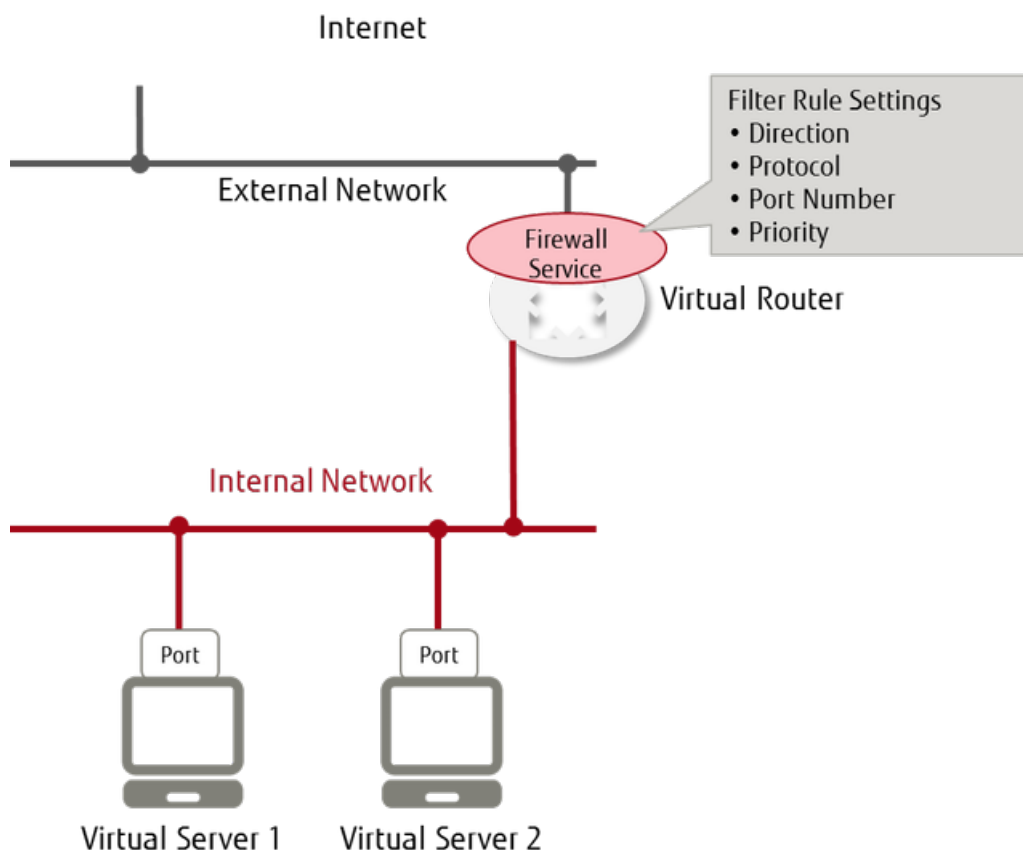 Internet
Filter Rule Settings
• Direction
• Protocol
• Port Number
• Priority
External Network
Firewall
Service
Virtual Router
Internal Network
Port
Port
Virtual Server 1
Virtual Server 2